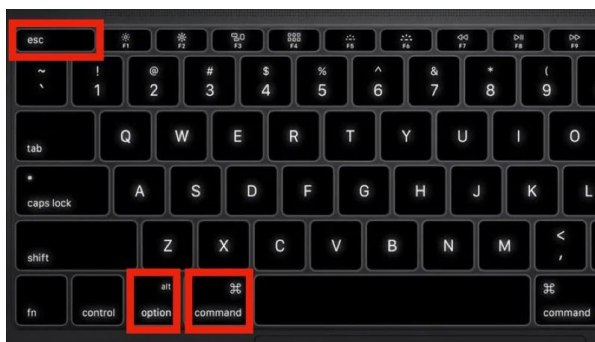 esc F1 F2 F3 F4 F5 F6 F7 F8 F9
~ ! @ # $ % ^ & * (
` 1 2 3 4 5 6 7 8 9
tab Q W E R T Y U I O
caps lock A S D F G H J K L
shift Z X C V B N M < ,
alt ⌘ ⌘
fn control option command command